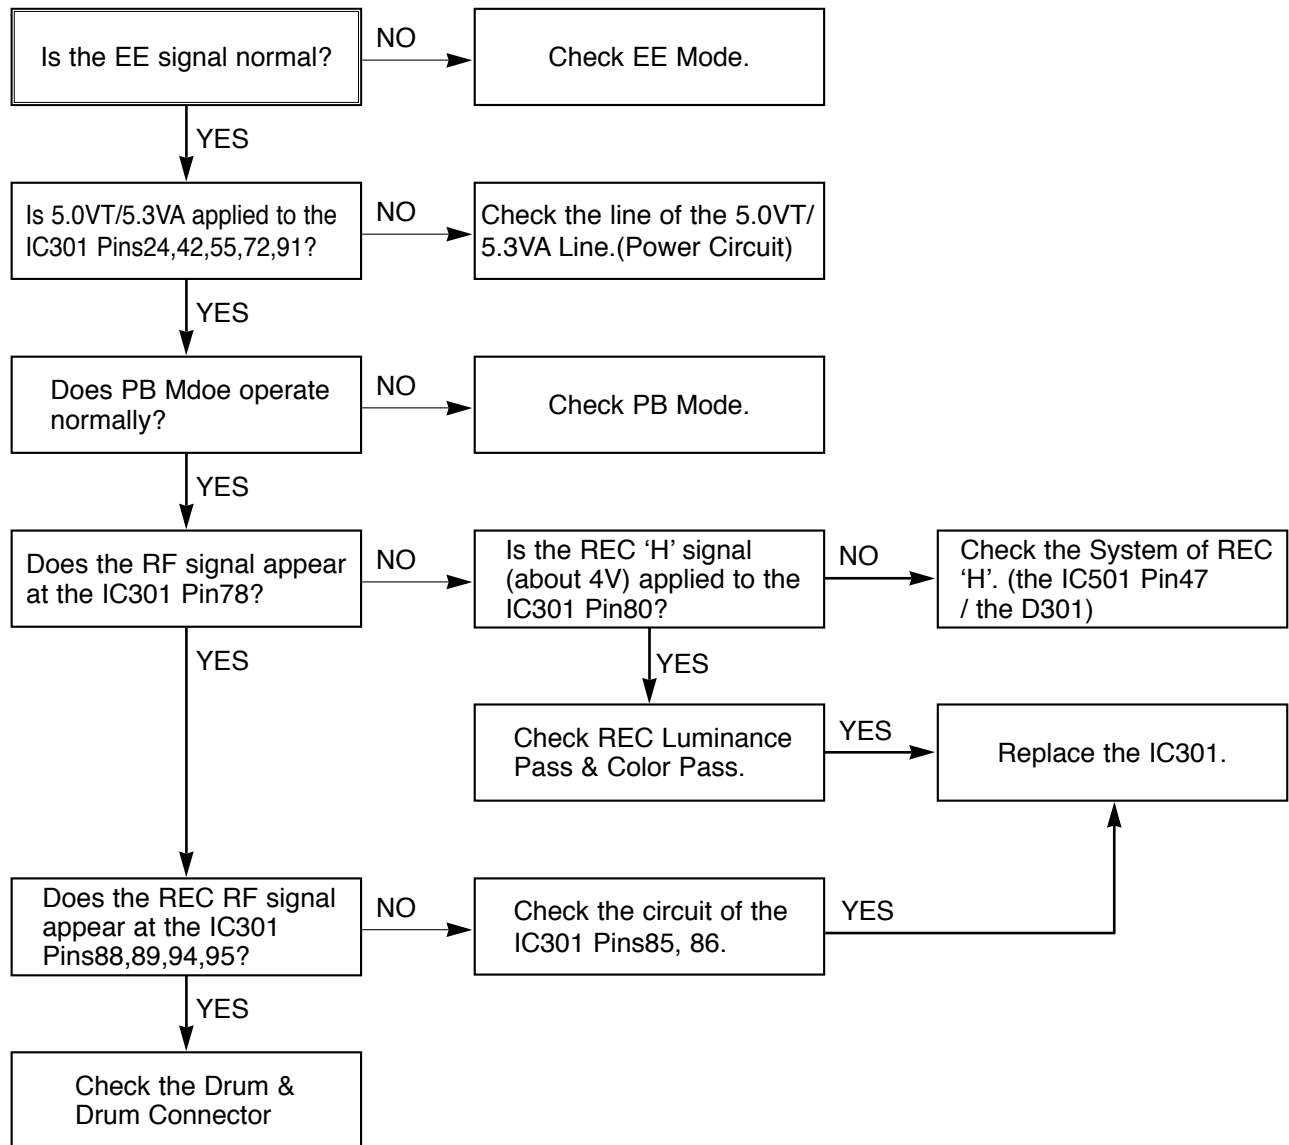 Is the EE signal normal?
NO
Check EE Mode.
YES
Is 5.0VT/5.3VA applied to the
IC301 Pins24,42,55,72,91?
NO
Check the line of the 5.0VT/
5.3VA Line.(Power Circuit)
YES
Does PB Mdoe operate
normally?
NO
Check PB Mode.
YES
Does the RF signal appear
at the IC301 Pin78?
NO
Is the REC ‘H’ signal
(about 4V) applied to the
IC301 Pin80?
NO
Check the System of REC
‘H’. (the IC501 Pin47
/ the D301)
YES
YES
Check REC Luminance
Pass & Color Pass.
YES
Replace the IC301.
Does the REC RF signal
appear at the IC301
Pins88,89,94,95?
NO
Check the circuit of the
IC301 Pins85, 86.
YES
YES
Check the Drum &
Drum Connector